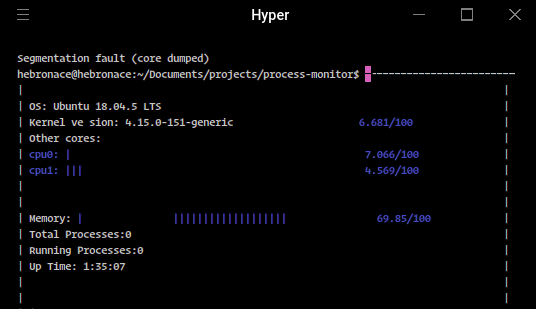 Hyper
Segmentation fault (core dumped)
hebronace@hebronace:~/Documents/projects/process-monitor$ -------------------------
| |
| OS: Ubuntu 18.04.5 LTS |
| Kernel ve sion: 4.15.0-151-generic 6.681/100 |
| Other cores: |
| cpu0: | 7.066/100 |
| cpu1: ||| 4.569/100 |
| |
| |
| Memory: | ||||||||||||||||||| 69.85/100 |
| Total Processes:0 |
| Running Processes:0 |
| Up Time: 1:35:07 |
| |
| |